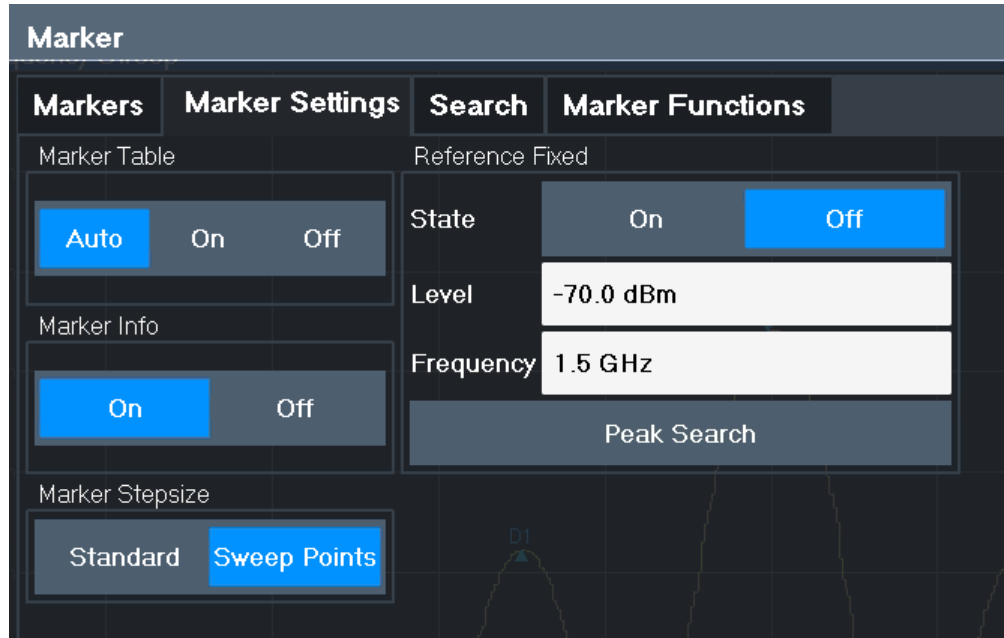 Marker
Markers Marker Settings Search Marker Functions
Marker Table
Auto On Off
Marker Info
On Off
Marker Stepsize
Standard Sweep Points
Reference Fixed
State On Off
Level -70.0 dBm
Frequency 1.5 GHz
Peak Search
D1